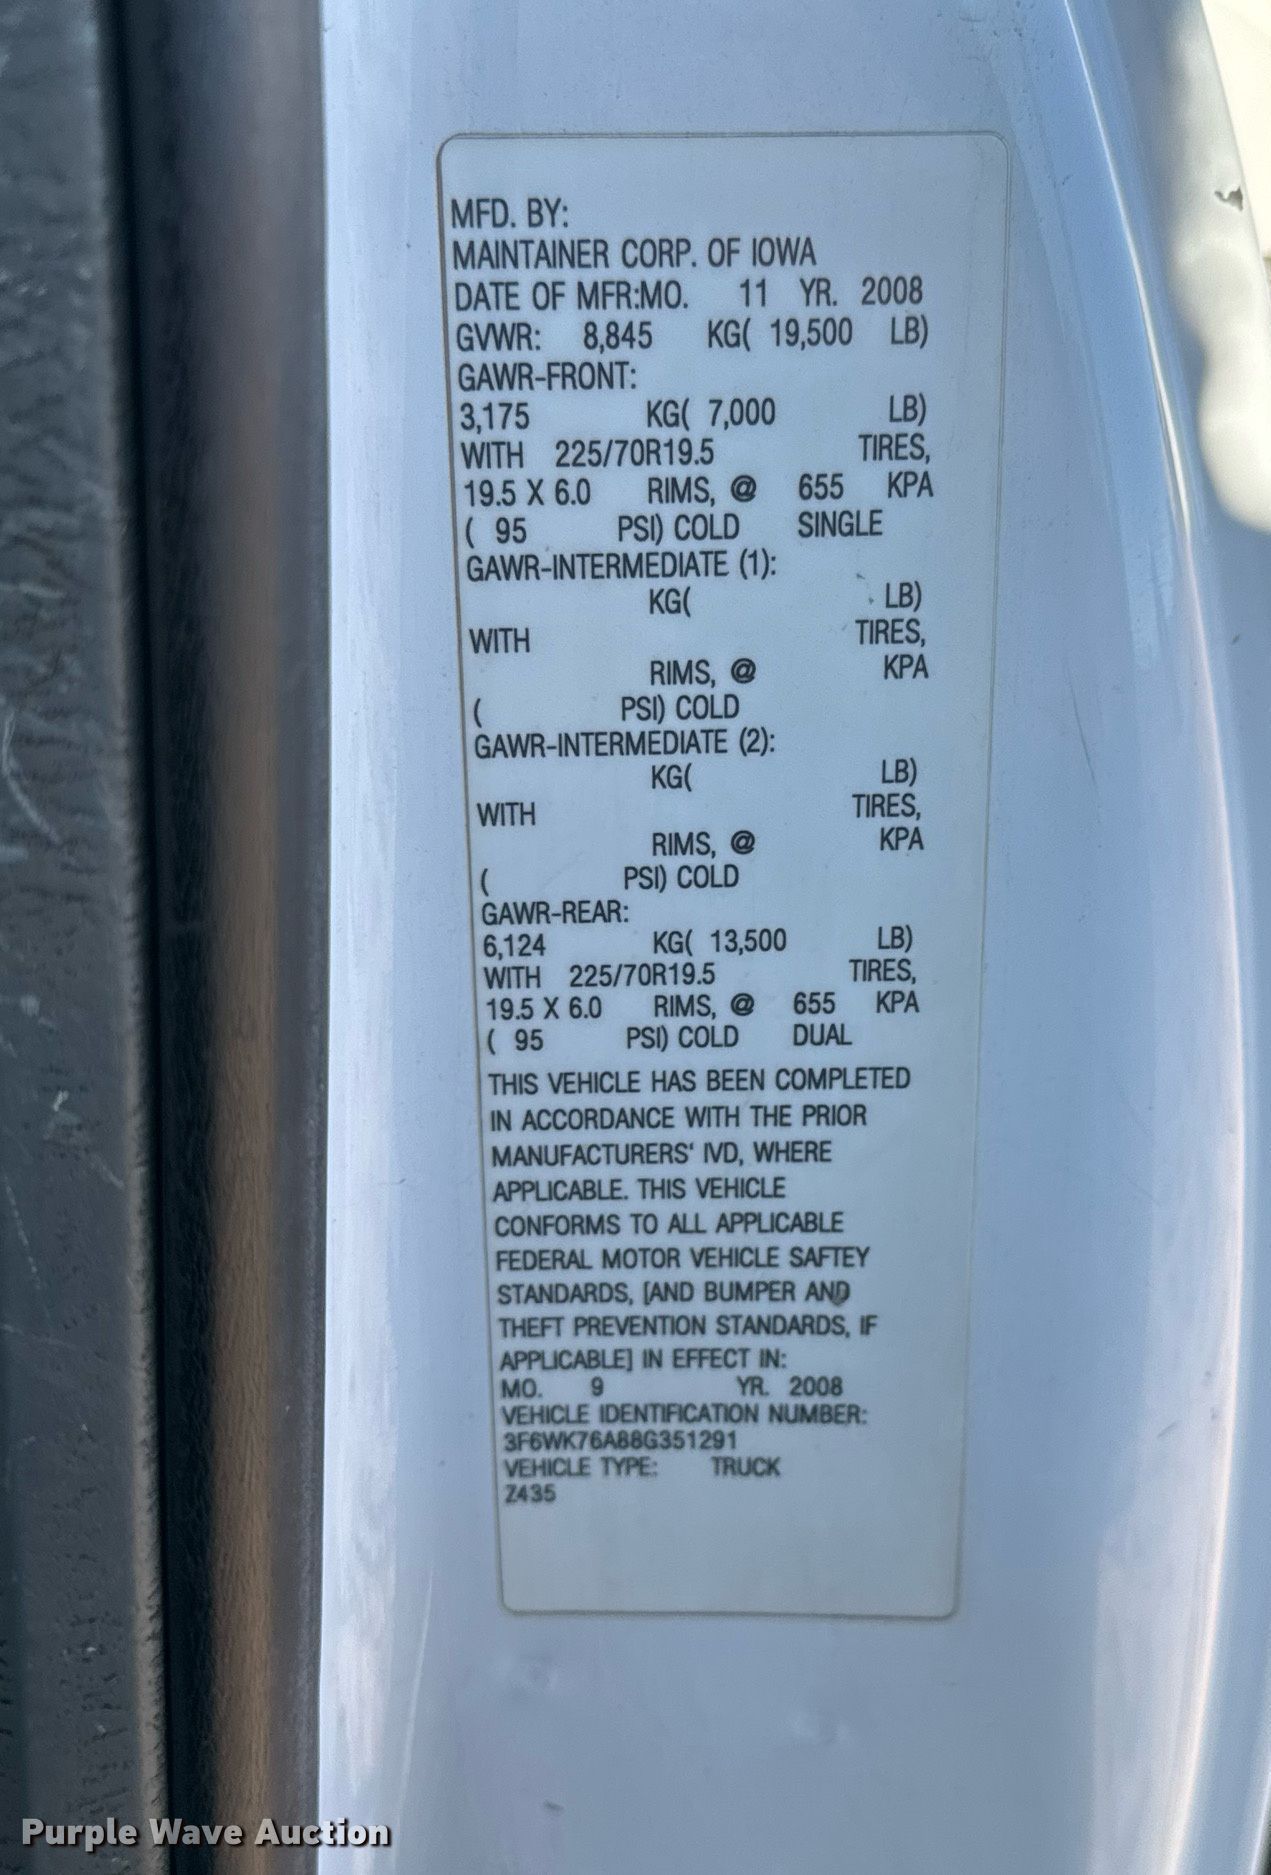 MFD. BY:
MAINTAINER CORP. OF IOWA
DATE OF MFR:MO. 11 YR. 2008
GVWR: 8,845 KG( 19,500 LB)
GAWR-FRONT:
3,175 KG( 7,000 LB)
WITH 225/70R19.5 TIRES,
19.5 X 6.0 RIMS, @ 655 KPA
( 95 PSI) COLD SINGLE
GAWR-INTERMEDIATE (1):
KG( LB)
WITH TIRES,
RIMS, @ KPA
( PSI) COLD
GAWR-INTERMEDIATE (2):
KG( LB)
WITH TIRES,
RIMS, @ KPA
( PSI) COLD
GAWR-REAR:
6,124 KG( 13,500 LB)
WITH 225/70R19.5 TIRES,
19.5 X 6.0 RIMS, @ 655 KPA
( 95 PSI) COLD DUAL
THIS VEHICLE HAS BEEN COMPLETED
IN ACCORDANCE WITH THE PRIOR
MANUFACTURERS' IVD, WHERE
APPLICABLE. THIS VEHICLE
CONFORMS TO ALL APPLICABLE
FEDERAL MOTOR VEHICLE SAFTEY
STANDARDS, [AND BUMPER AND
THEFT PREVENTION STANDARDS, IF
APPLICABLE] IN EFFECT IN:
MO. 9 YR. 2008
VEHICLE IDENTIFICATION NUMBER:
3F6WK76A88G351291
VEHICLE TYPE: TRUCK
Z435
Purple Wave Auction